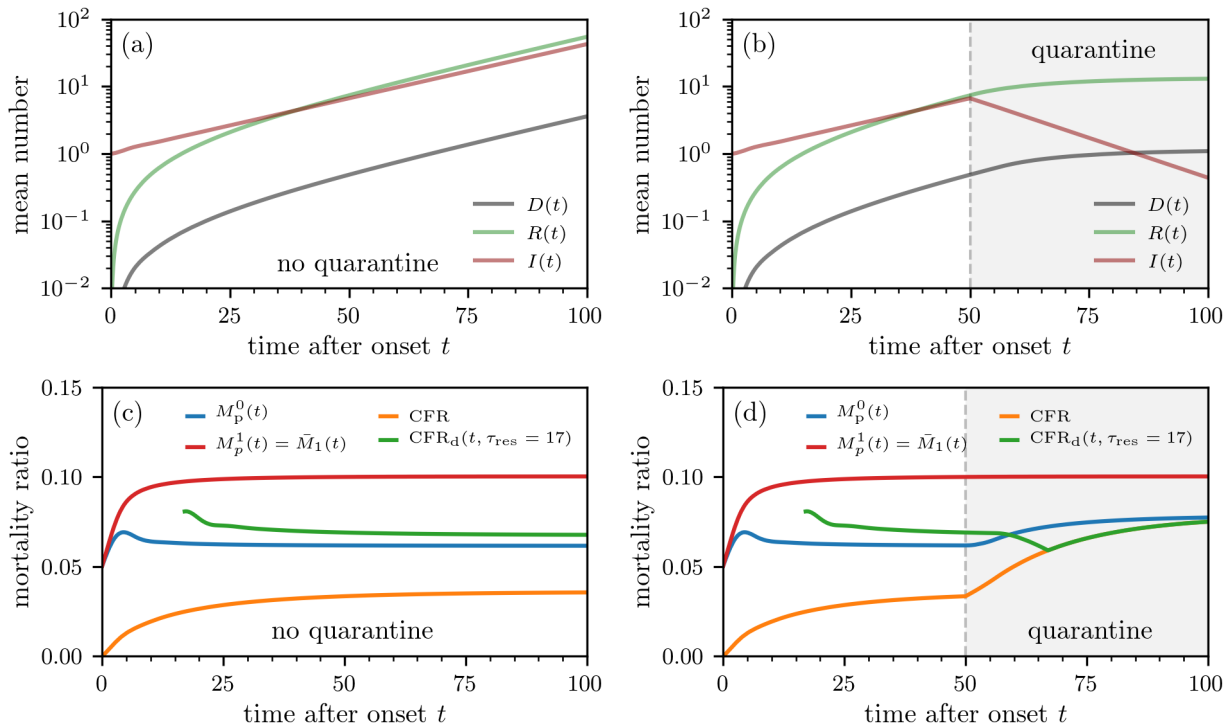 (a)
mean number
10^2
10^1
10^0
10^−1
10^−2
D(t)
R(t)
I(t)
no quarantine
0 25 50 75 100
time after onset t
(b)
quarantine
mean number
10^2
10^1
10^0
10^−1
10^−2
D(t)
R(t)
I(t)
0 25 50 75 100
time after onset t
(c)
mortality ratio
0.15
0.10
0.05
0.00
M_p^0(t)
M_p^1(t) = M̄_1(t)
CFR
CFR_d(t, τ_res = 17)
no quarantine
0 25 50 75 100
time after onset t
(d)
mortality ratio
0.15
0.10
0.05
0.00
M_p^0(t)
M_p^1(t) = M̄_1(t)
CFR
CFR_d(t, τ_res = 17)
quarantine
0 25 50 75 100
time after onset t